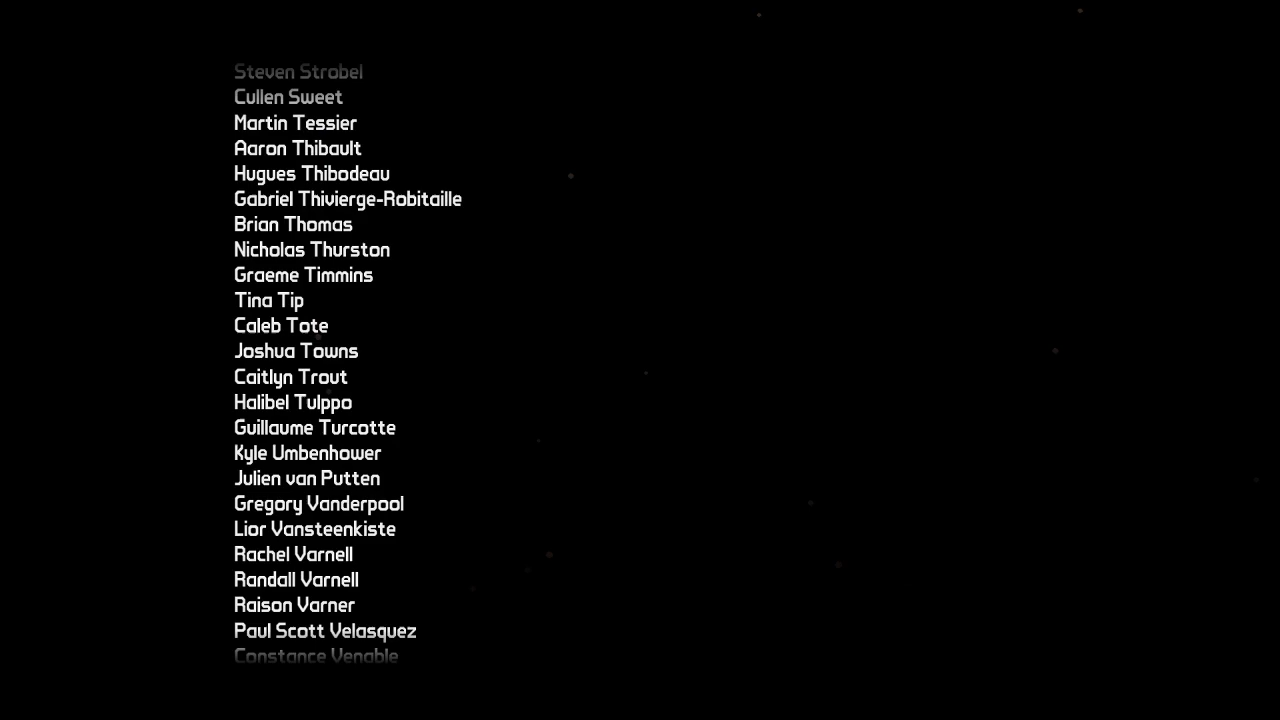 Steven Strobel
Cullen Sweet
Martin Tessier
Aaron Thibault
Hugues Thibodeau
Gabriel Thivierge-Robitaille
Brian Thomas
Nicholas Thurston
Graeme Timmins
Tina Tip
Caleb Tote
Joshua Towns
Caitlyn Trout
Halibel Tulppo
Guillaume Turcotte
Kyle Umbenhower
Julien van Putten
Gregory Vanderpool
Lior Vansteenkiste
Rachel Varnell
Randall Varnell
Raison Varner
Paul Scott Velasquez
Constance Venable